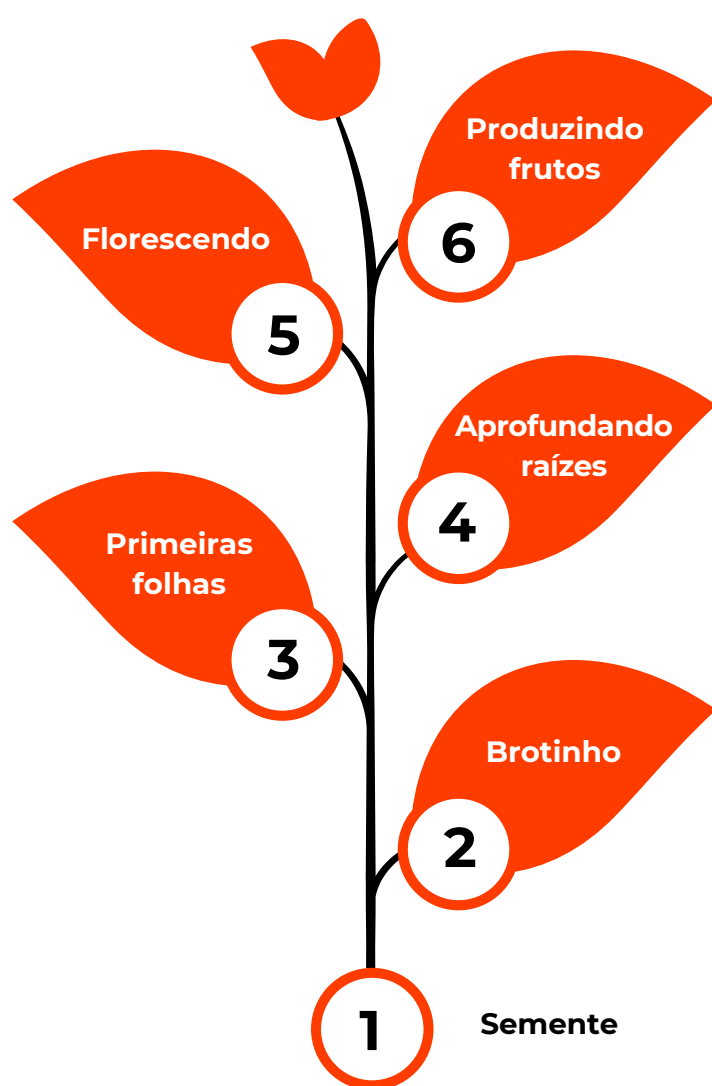 Produzindo
frutos
6
Florescendo
5
Aprofundando
raízes
4
Primeiras
folhas
3
Brotinho
2
1
Semente